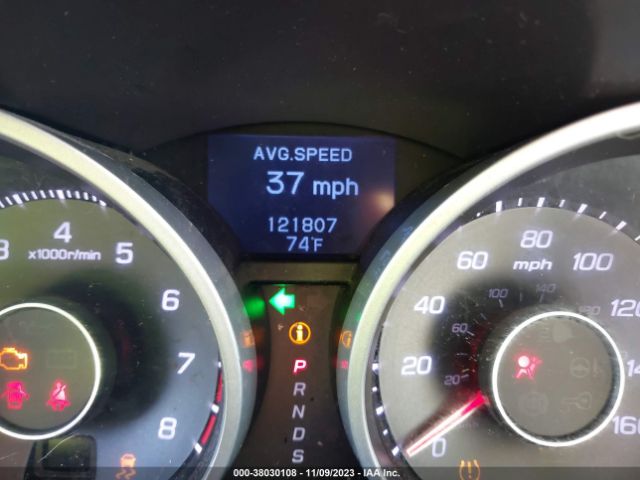 AVG.SPEED
37 mph
121807
74°F
3 4 5 6 7 8
x1000r/min
P
R
N
D
S
0 20 40 60 80 100 120 160
mph
20 60 100 140
000-38030108 - 11/09/2023 - IAA Inc.